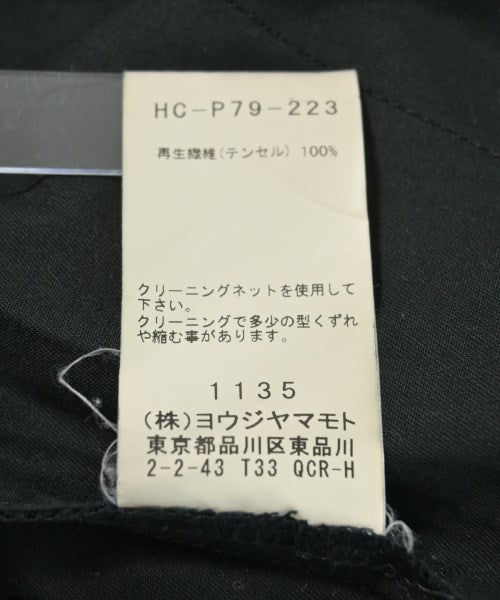 HC-P79-223
再生繊維(テンセル) 100%
クリーニングネットを使用して
下さい。
クリーニングで多少の型くずれ
や縮む事があります。
1135
(株)ヨウジヤマモト
東京都品川区東品川
2-2-43 T33 QCR-H